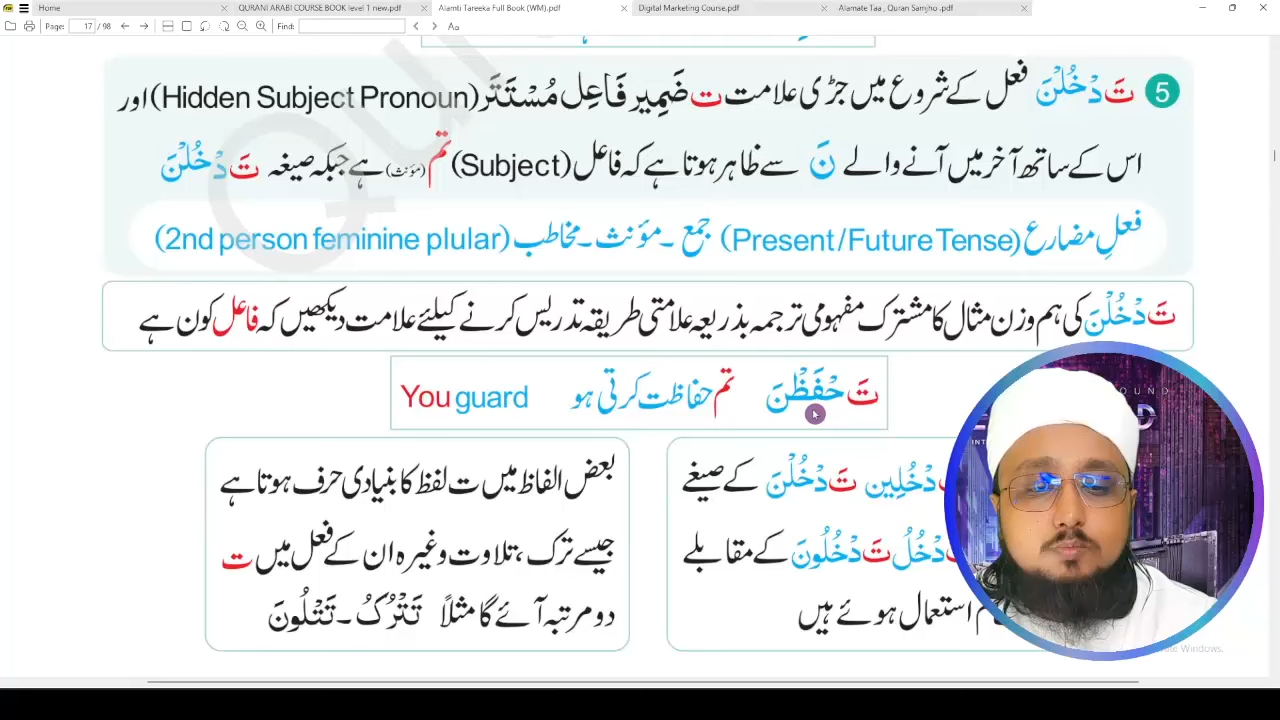 Home
QURANI ARABI COURSE BOOK level 1 new.pdf
Alamti Tareeka Full Book (WM).pdf
Digital Marketing Course.pdf
Alamate Taa , Quran Samjho .pdf
Page: 17 / 98
Find:
5 تَدْخُلْنَ فعل کے شروع میں جڑی علامت ت ضَمِیر فَاعِل مُسْتَتَر (Hidden Subject Pronoun) اور
اس کے ساتھ آخر میں آنے والے نَ سے ظاہر ہوتا ہے کہ فاعل (Subject) تم (مؤنث) ہے جبکہ صیغہ تَدْخُلْنَ
فعلِ مضارع (Present/Future Tense) جمع ۔مؤنث ۔مخاطب (2nd person feminine plular)
تَدْخُلْنَ کی ہم وزن مثال کا مشترک مفہومی ترجمہ بذریعہ علامتی طریقہ تدریس کرنے کیلئے علامت دیکھیں کہ فاعل کون ہے
تَحْفَظْنَ تم حفاظت کرتی ہو You guard
دْخُلِین تَدْخُلْنَ کے صیغے
دْخُلُ تَدْخُلُونَ کے مقابلے
استعمال ہوئے ہیں
بعض الفاظ میں ت لفظ کا بنیادی حرف ہوتا ہے
جیسے ترک ،تلاوت وغیرہ ان کے فعل میں ت
دو مرتبہ آئے گا مثلاً تَتْرُكُ ۔تَتْلُونَ
OUND
Windows.